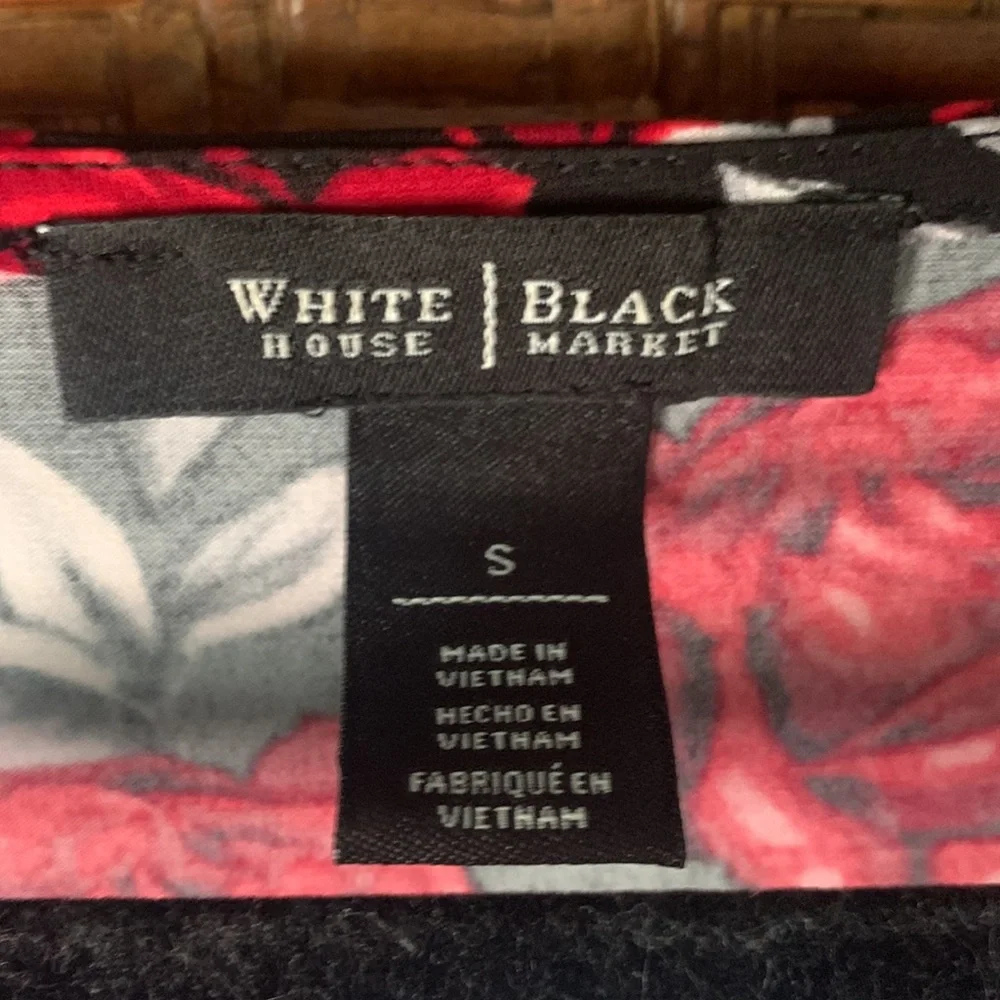 WHITE | BLACK
HOUSE | MARKET
S
MADE IN
VIETNAM
HECHO EN
VIETNAM
FABRIQUÉ EN
VIETNAM